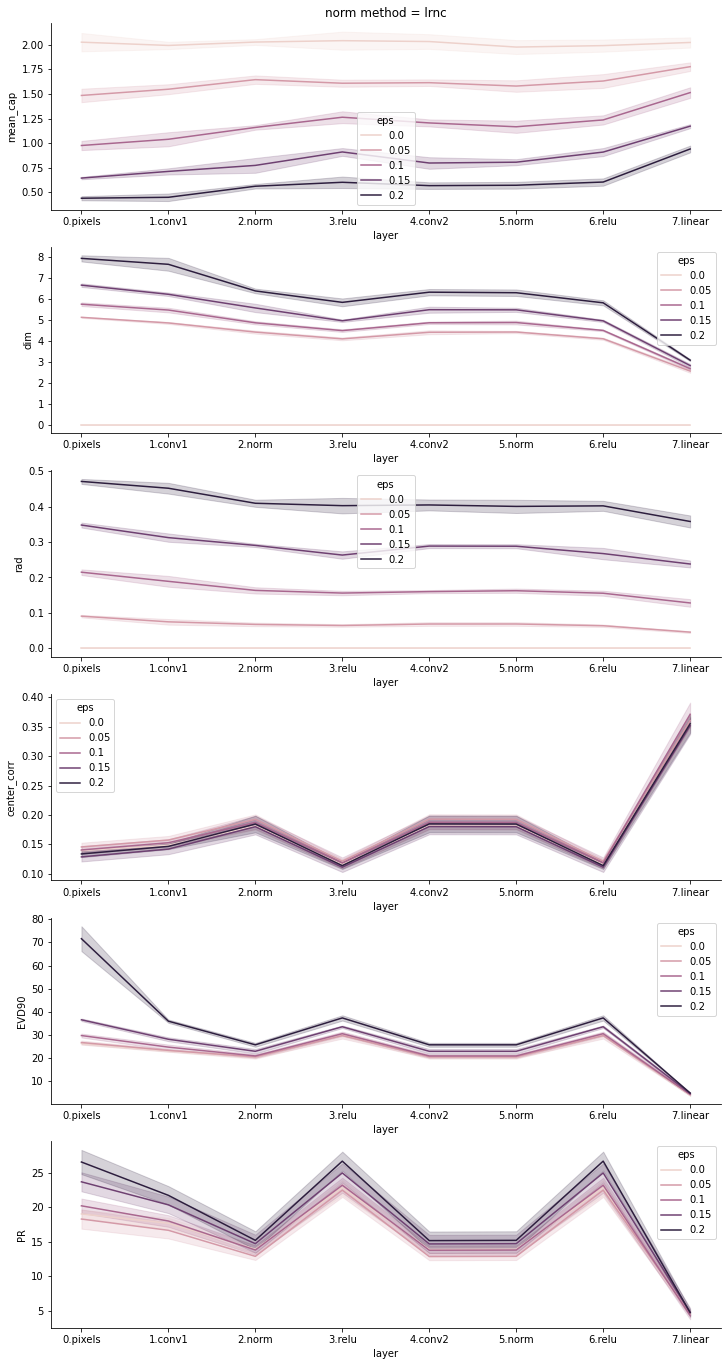 norm method = lrnc
mean_cap
2.00
1.75
1.50
1.25
1.00
0.75
0.50
eps
0.0
0.05
0.1
0.15
0.2
0.pixels 1.conv1 2.norm 3.relu 4.conv2 5.norm 6.relu 7.linear
layer
dim
8
7
6
5
4
3
2
1
0
eps
0.0
0.05
0.1
0.15
0.2
0.pixels 1.conv1 2.norm 3.relu 4.conv2 5.norm 6.relu 7.linear
layer
rad
0.5
0.4
0.3
0.2
0.1
0.0
eps
0.0
0.05
0.1
0.15
0.2
0.pixels 1.conv1 2.norm 3.relu 4.conv2 5.norm 6.relu 7.linear
layer
center_corr
0.40
0.35
0.30
0.25
0.20
0.15
0.10
eps
0.0
0.05
0.1
0.15
0.2
0.pixels 1.conv1 2.norm 3.relu 4.conv2 5.norm 6.relu 7.linear
layer
EVD90
80
70
60
50
40
30
20
10
eps
0.0
0.05
0.1
0.15
0.2
0.pixels 1.conv1 2.norm 3.relu 4.conv2 5.norm 6.relu 7.linear
layer
PR
25
20
15
10
5
eps
0.0
0.05
0.1
0.15
0.2
0.pixels 1.conv1 2.norm 3.relu 4.conv2 5.norm 6.relu 7.linear
layer